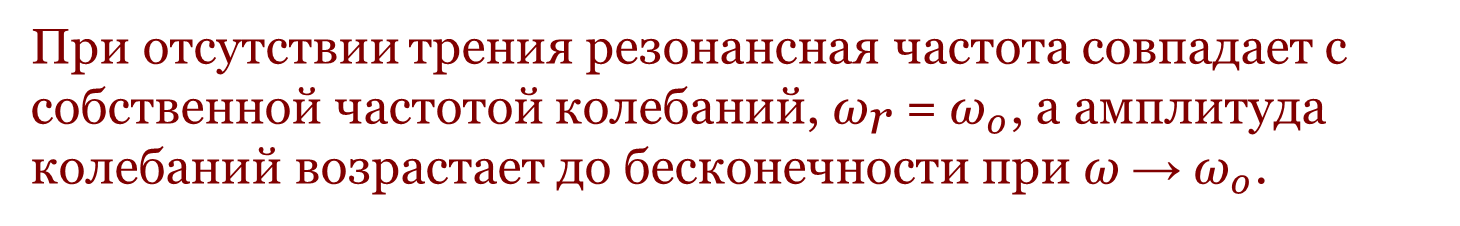 При отсутствии трения резонансная частота совпадает с
собственной частотой колебаний, ωᵣ = ωₒ, а амплитуда
колебаний возрастает до бесконечности при ω → ωₒ.